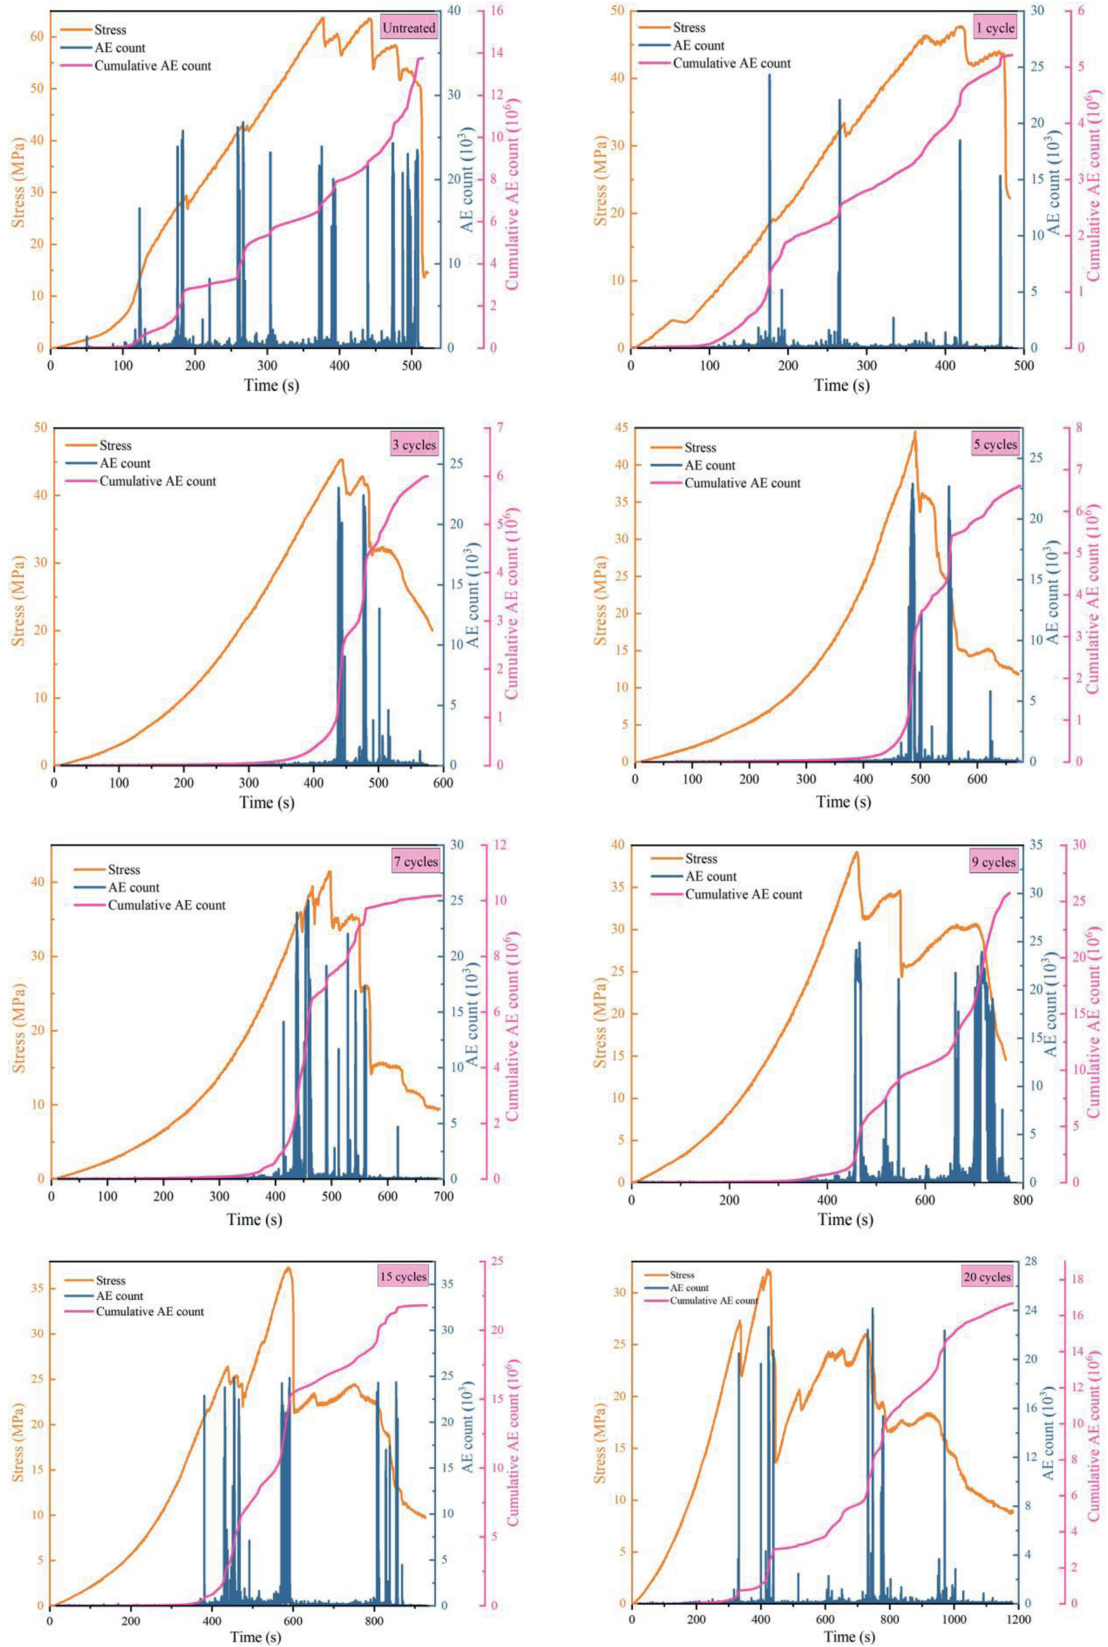 Untreated
Stress
AE count
Cumulative AE count
Stress (MPa)
0 10 20 30 40 50 60
Time (s)
0 100 200 300 400 500
AE count (10³)
0 10 20 30 40
Cumulative AE count (10⁶)
0 2 4 6 8 10 12 14 16
1 cycle
Stress
AE count
Cumulative AE count
Stress (MPa)
0 10 20 30 40 50
Time (s)
0 100 200 300 400 500
AE count (10³)
0 5 10 15 20 25 30
Cumulative AE count (10⁶)
0 1 2 3 4 5 6
3 cycles
Stress
AE count
Cumulative AE count
Stress (MPa)
0 10 20 30 40 50
Time (s)
0 100 200 300 400 500 600
AE count (10³)
0 5 10 15 20 25
Cumulative AE count (10⁶)
0 1 2 3 4 5 6 7
5 cycles
Stress
AE count
Cumulative AE count
Stress (MPa)
0 5 10 15 20 25 30 35 40 45
Time (s)
0 100 200 300 400 500 600
AE count (10³)
0 5 10 15 20 25
Cumulative AE count (10⁶)
0 1 2 3 4 5 6 7 8
7 cycles
Stress
AE count
Cumulative AE count
Stress (MPa)
0 10 20 30 40
Time (s)
0 100 200 300 400 500 600 700
AE count (10³)
0 5 10 15 20 25 30
Cumulative AE count (10⁶)
0 2 4 6 8 10 12
9 cycles
Stress
AE count
Cumulative AE count
Stress (MPa)
0 5 10 15 20 25 30 35 40
Time (s)
0 200 400 600 800
AE count (10³)
0 5 10 15 20 25 30 35
Cumulative AE count (10⁶)
0 5 10 15 20 25 30
15 cycles
Stress
AE count
Cumulative AE count
Stress (MPa)
0 5 10 15 20 25 30 35
Time (s)
0 200 400 600 800
AE count (10³)
0 5 10 15 20 25 30 35
Cumulative AE count (10⁶)
0 5 10 15 20 25
20 cycles
Stress
AE count
Cumulative AE count
Stress (MPa)
0 5 10 15 20 25 30
Time (s)
0 200 400 600 800 1000 1200
AE count (10³)
0 4 8 12 16 20 24 28
Cumulative AE count (10⁶)
0 2 4 6 8 10 12 14 16 18